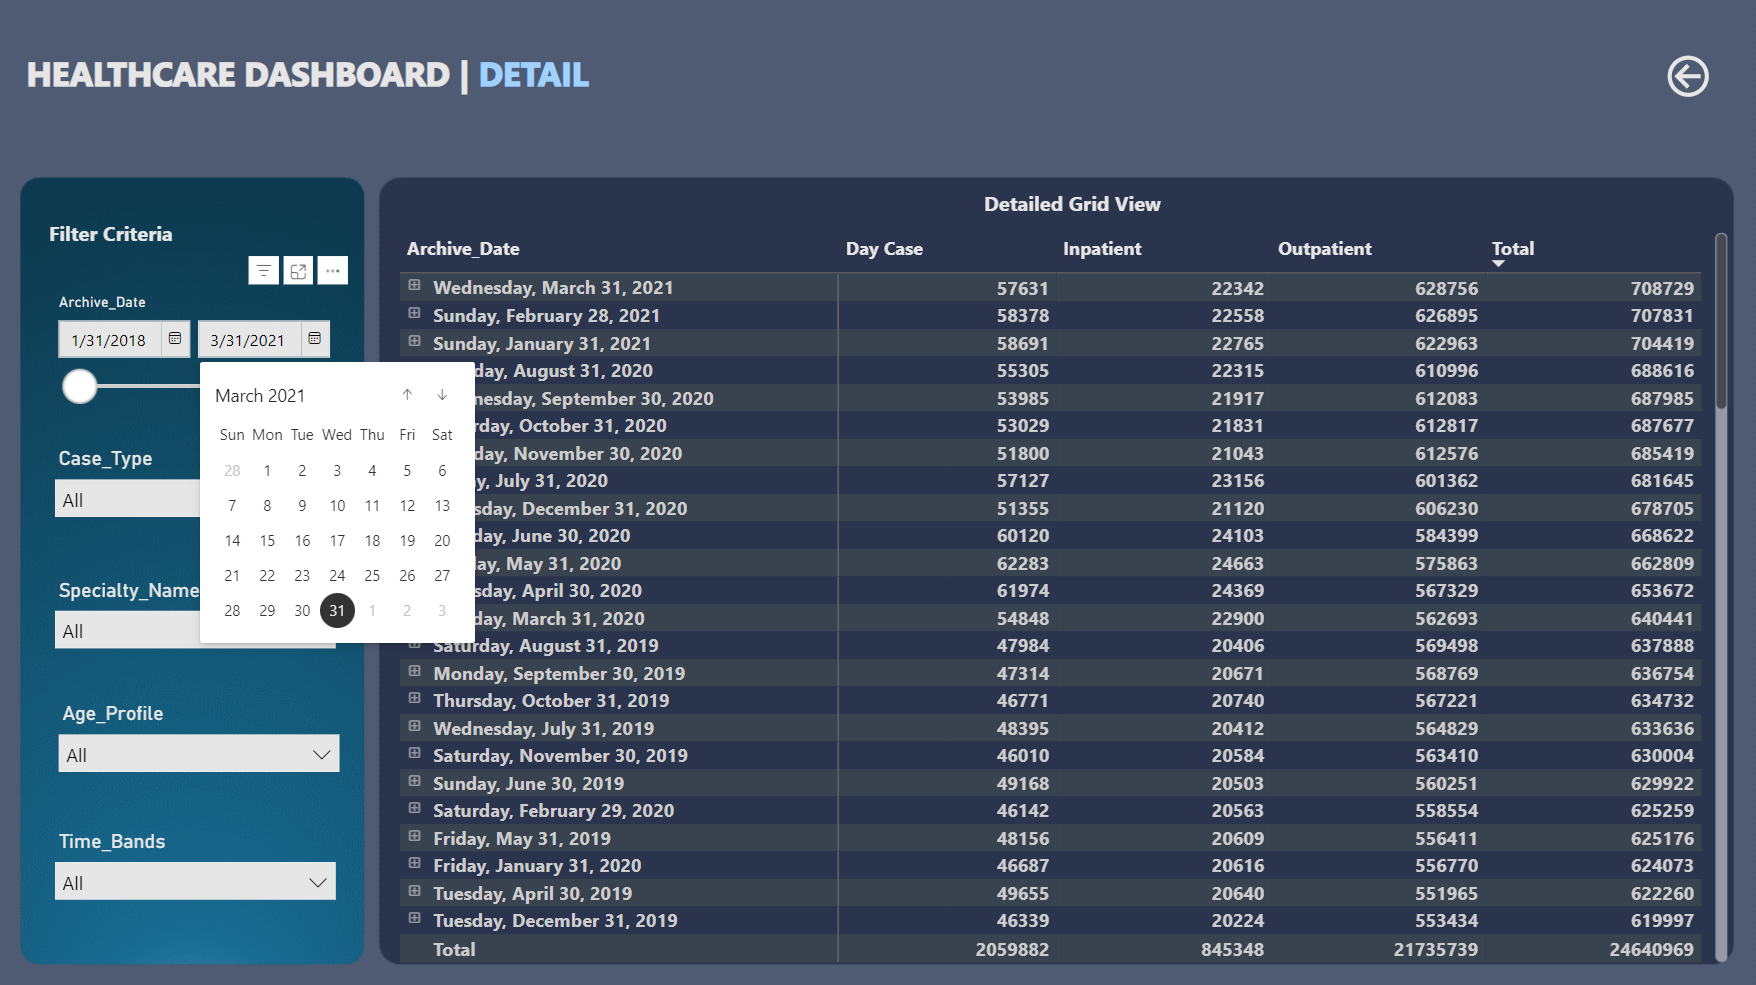 HEALTHCARE DASHBOARD | DETAIL
Filter Criteria
Archive_Date
1/31/2018 3/31/2021
March 2021
Sun Mon Tue Wed Thu Fri Sat
28 1 2 3 4 5 6
7 8 9 10 11 12 13
14 15 16 17 18 19 20
21 22 23 24 25 26 27
28 29 30 31 1 2 3
Case_Type
All
Specialty_Name
All
Age_Profile
All
Time_Bands
All
Detailed Grid View
Archive_Date Day Case Inpatient Outpatient Total
Wednesday, March 31, 2021 57631 22342 628756 708729
Sunday, February 28, 2021 58378 22558 626895 707831
Sunday, January 31, 2021 58691 22765 622963 704419
day, August 31, 2020 55305 22315 610996 688616
nesday, September 30, 2020 53985 21917 612083 687985
rday, October 31, 2020 53029 21831 612817 687677
day, November 30, 2020 51800 21043 612576 685419
y, July 31, 2020 57127 23156 601362 681645
sday, December 31, 2020 51355 21120 606230 678705
day, June 30, 2020 60120 24103 584399 668622
ay, May 31, 2020 62283 24663 575863 662809
sday, April 30, 2020 61974 24369 567329 653672
day, March 31, 2020 54848 22900 562693 640441
Saturday, August 31, 2019 47984 20406 569498 637888
Monday, September 30, 2019 47314 20671 568769 636754
Thursday, October 31, 2019 46771 20740 567221 634732
Wednesday, July 31, 2019 48395 20412 564829 633636
Saturday, November 30, 2019 46010 20584 563410 630004
Sunday, June 30, 2019 49168 20503 560251 629922
Saturday, February 29, 2020 46142 20563 558554 625259
Friday, May 31, 2019 48156 20609 556411 625176
Friday, January 31, 2020 46687 20616 556770 624073
Tuesday, April 30, 2019 49655 20640 551965 622260
Tuesday, December 31, 2019 46339 20224 553434 619997
Total 2059882 845348 21735739 24640969